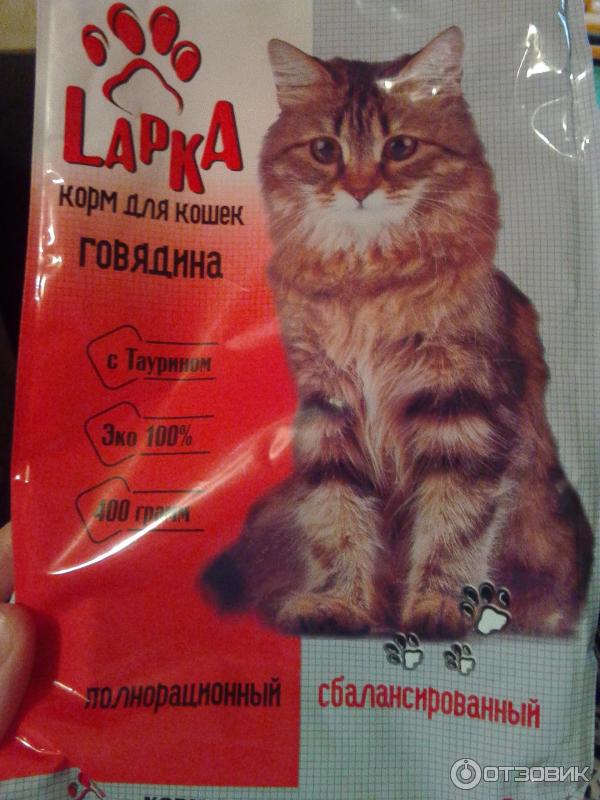 LAPKA
корм для кошек
говядина
с Таурином
Эко 100%
400 грамм
полнорационный сбалансированный
ОТЗОВИК